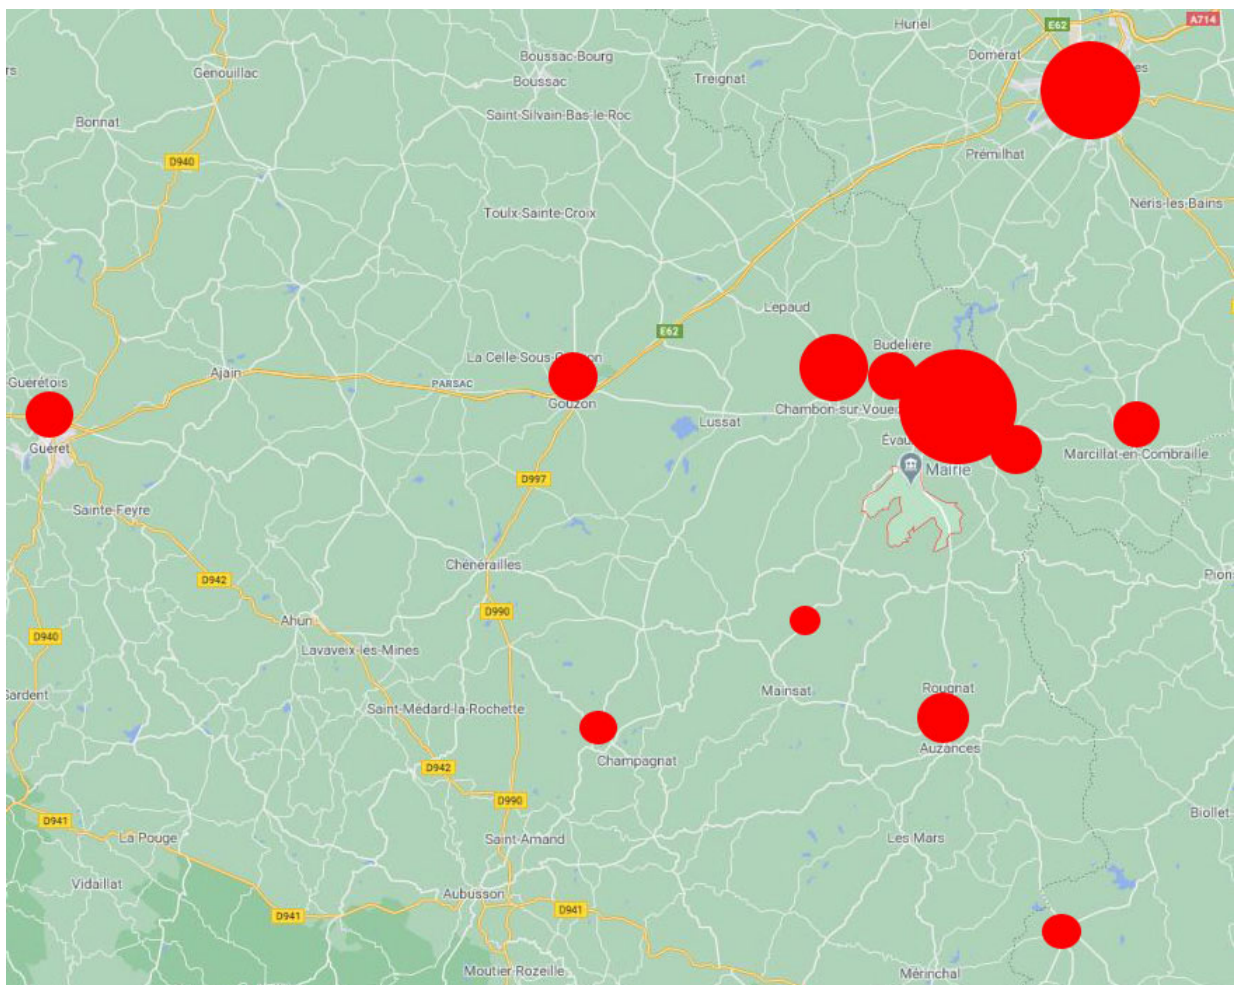 A714
E62
Huriel
Domérat
Boussac-Bourg
Boussac
Treignat
Genouillac
Saint-Silvain-Bas-le-Roc
Bonnat
D940
Prémilhat
Néris-les-Bains
Toulx-Sainte-Croix
Lepaud
E62
Budelière
La Celle-Sous-
Guérétois
Ajain
PARSAC
Gouzon
Chambon-sur-Voue
Lussat
Guéret
Évau
Marcillat-en-Combraille
Mairie
D997
Sainte-Feyre
Chénérailles
D942
Pion
D990
Ahun
D940
Lavaveix-les-Mines
Sardent
Mainsat
Rougnat
Saint-Médard-la-Rochette
Auzances
Champagnat
D942
D990
Biollet
D941
La Pouge
Saint-Amand
Les Mars
Vidaillat
Aubusson
D941
D941
Moutier-Rozeille
Mérinchal